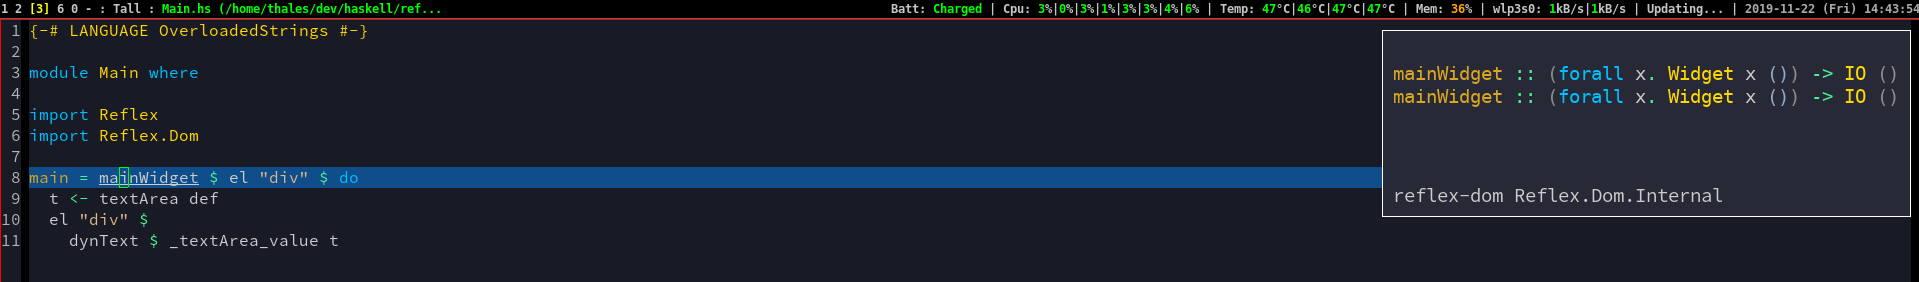 1 2 [3] 6 0 - : Tall : Main.hs (/home/thales/dev/haskell/ref... Batt: Charged | Cpu: 3%|0%|3%|1%|3%|3%|4%|6% | Temp: 47°C|46°C|47°C|47°C | Mem: 36% | wlp3s0: 1kB/s|1kB/s | Updating... | 2019-11-22 (Fri) 14:43:54
1 {-# LANGUAGE OverloadedStrings #-}
2
3 module Main where
4
5 import Reflex
6 import Reflex.Dom
7
8 main = mainWidget $ el "div" $ do
9   t <- textArea def
10   el "div" $
11     dynText $ _textArea_value t
mainWidget :: (forall x. Widget x ()) -> IO ()
mainWidget :: (forall x. Widget x ()) -> IO ()
reflex-dom Reflex.Dom.Internal